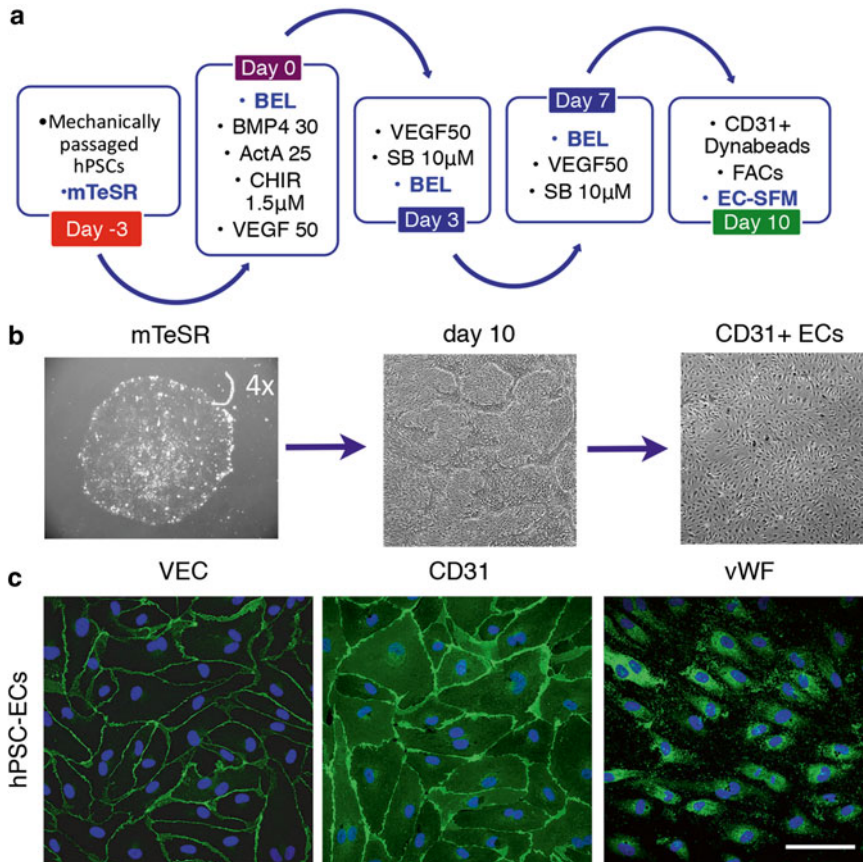 a
•Mechanically
passaged
hPSCs
•mTeSR
Day -3
Day 0
• BEL
• BMP4 30
• ActA 25
• CHIR
1.5µM
• VEGF 50
• VEGF50
• SB 10µM
• BEL
Day 3
Day 7
• BEL
• VEGF50
• SB 10µM
• CD31+
Dynabeads
• FACs
• EC-SFM
Day 10
b
mTeSR
day 10
CD31+ ECs
4x
c
VEC
CD31
vWF
hPSC-ECs